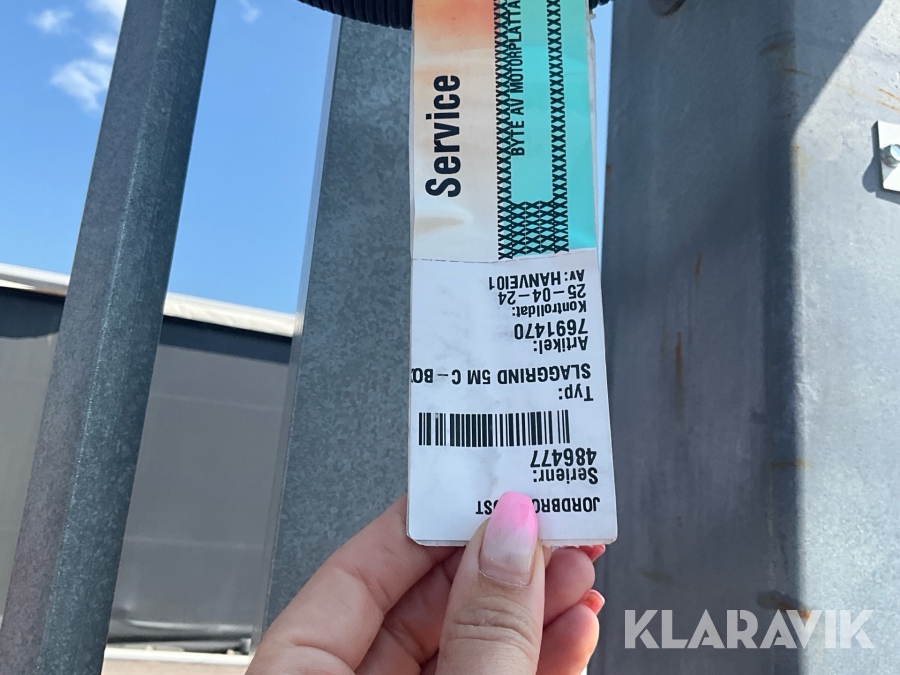 Service
BYTE AV MOTORPLATTA
JORDBRO
Serienr:
486477
Typ:
SLAGGRIND 5M C-BOX
Artikel:
7691470
Kontrolldat:
25-04-24
Av: HANVEI01
KLARAVIK